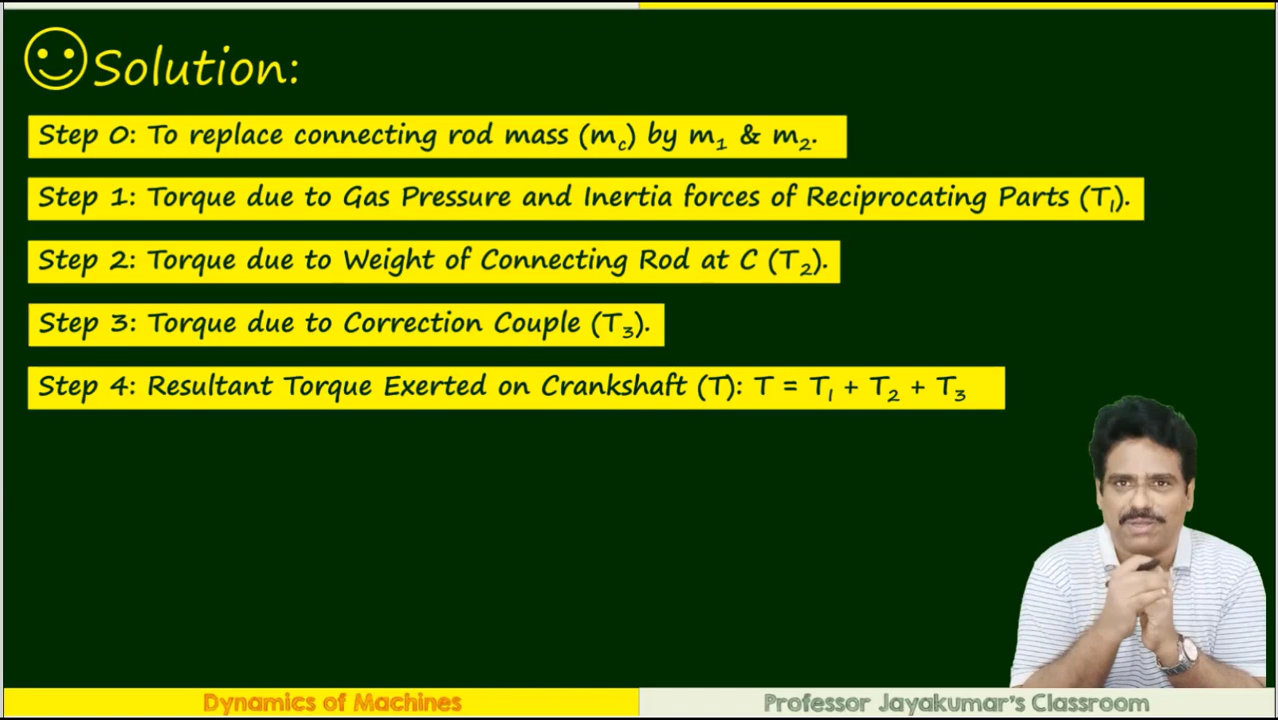 Solution:
Step 0: To replace connecting rod mass (mc) by m1 & m2.
Step 1: Torque due to Gas Pressure and Inertia forces of Reciprocating Parts (T1).
Step 2: Torque due to Weight of Connecting Rod at C (T2).
Step 3: Torque due to Correction Couple (T3).
Step 4: Resultant Torque Exerted on Crankshaft (T): T = T1 + T2 + T3
Dynamics of Machines
Professor Jayakumar's Classroom